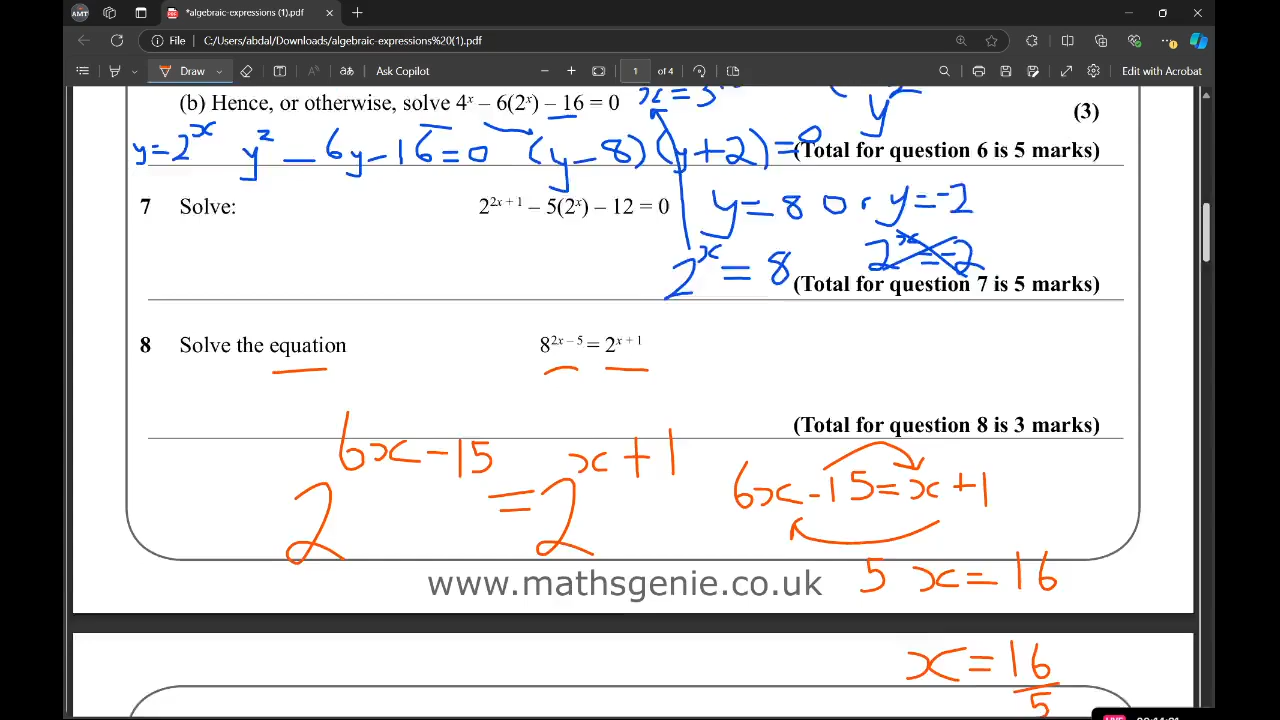 AMT
*algebraic-expressions (1).pdf
File C:/Users/abdal/Downloads/algebraic-expressions%20(1).pdf
Draw
Ask Copilot
1 of 4
Edit with Acrobat
(b) Hence, or otherwise, solve 4ˣ – 6(2ˣ) – 16 = 0
x = 3
y²
(3)
y = 2ˣ y² – 6y – 16 = 0 (y – 8)(y + 2) = 0
(Total for question 6 is 5 marks)
7 Solve: 2²ˣ⁺¹ – 5(2ˣ) – 12 = 0
y = 8 or y = -2
2ˣ = 8 2ˣ = -2
(Total for question 7 is 5 marks)
8 Solve the equation 8²ˣ⁻⁵ = 2ˣ⁺¹
(Total for question 8 is 3 marks)
2⁶ˣ⁻¹⁵ = 2ˣ⁺¹
6x - 15 = x + 1
5x = 16
www.mathsgenie.co.uk
x = 16/5